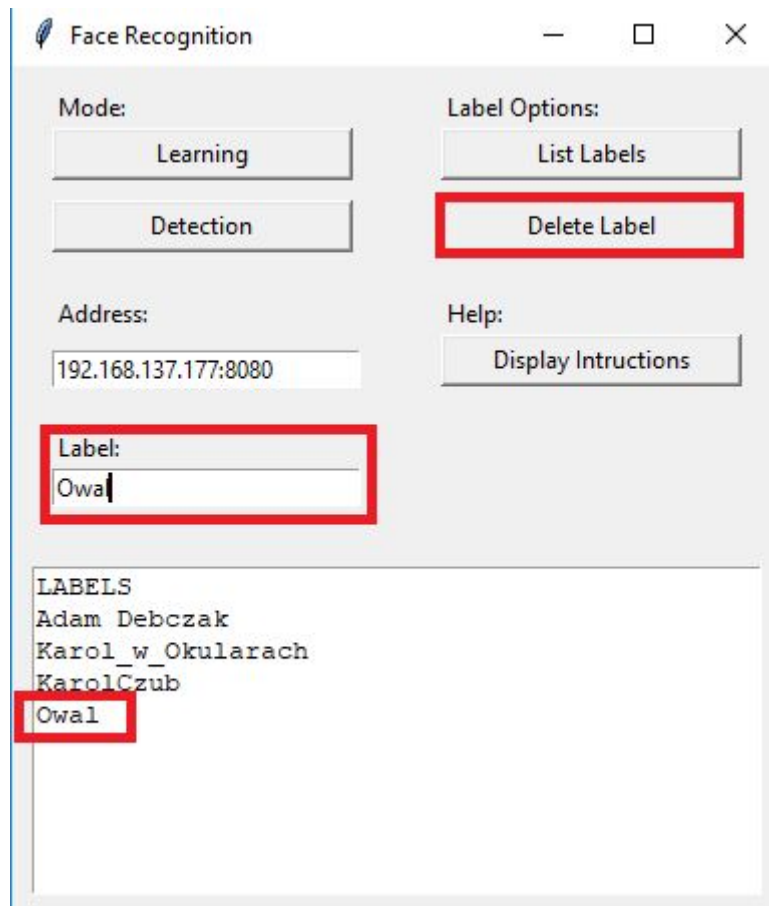 Face Recognition
Mode:
Label Options:
Learning
List Labels
Detection
Delete Label
Address:
Help:
192.168.137.177:8080
Display Intructions
Label:
Owal
LABELS
Adam Debczak
Karol_w_Okularach
KarolCzub
Owal